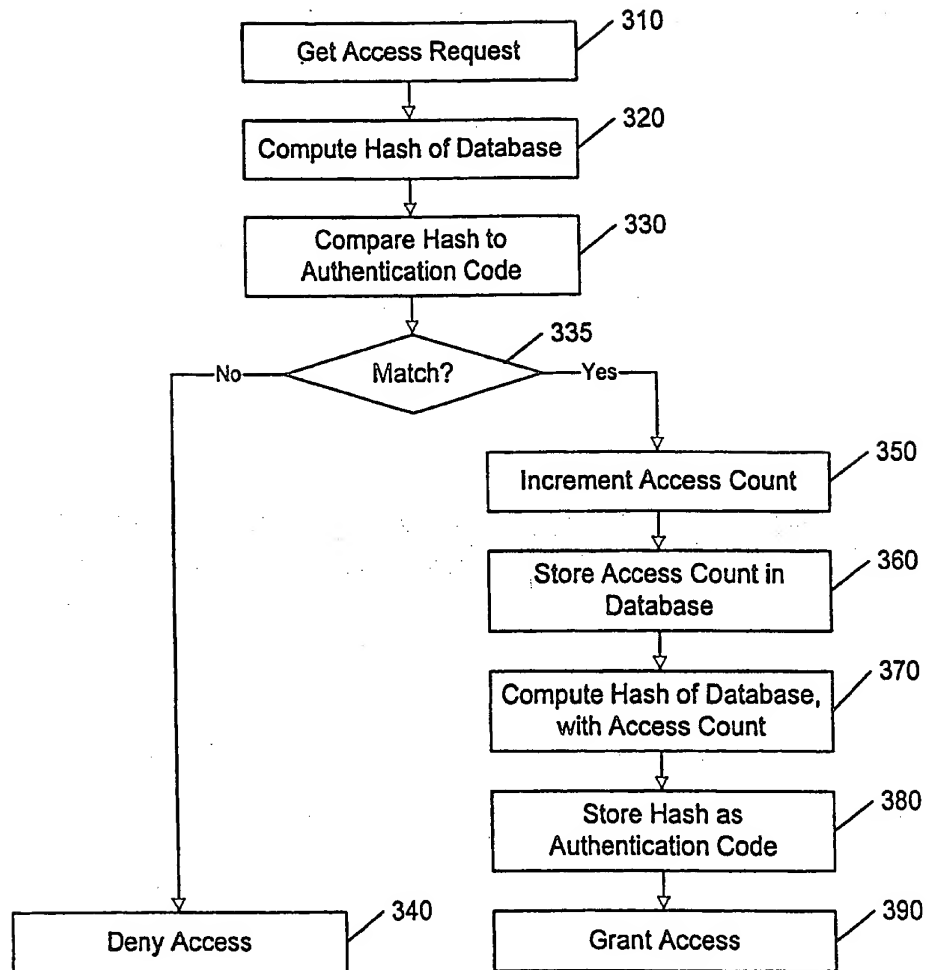 310
Get Access Request
320
Compute Hash of Database
330
Compare Hash to
Authentication Code
335
Match?
No
Yes
350
Increment Access Count
360
Store Access Count in
Database
370
Compute Hash of Database,
with Access Count
380
Store Hash as
Authentication Code
340
Deny Access
390
Grant Access